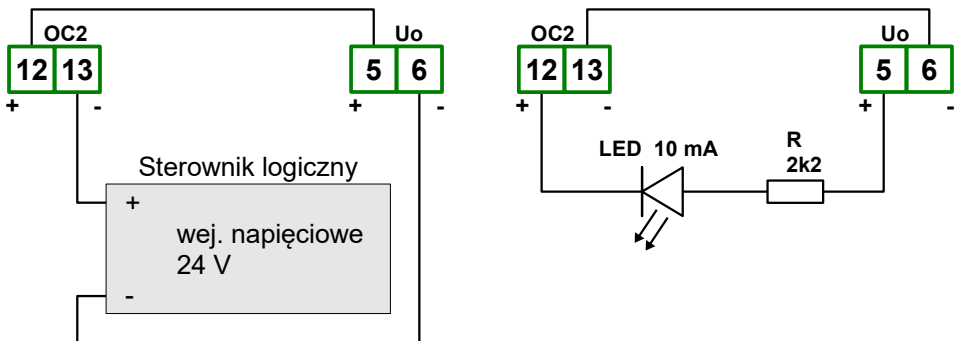 OC2 Uo
12 13 5 6
+ - + -
Sterownik logiczny
+
wej. napięciowe
24 V
-
OC2 Uo
12 13 5 6
+ - + -
LED 10 mA
R
2k2